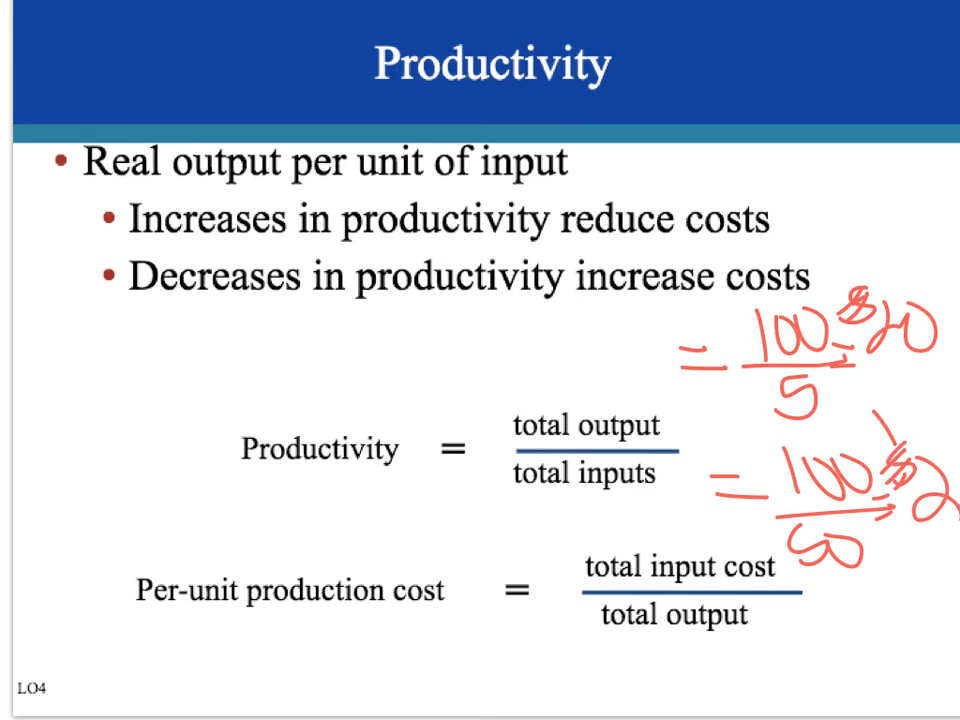 Productivity
• Real output per unit of input
• Increases in productivity reduce costs
• Decreases in productivity increase costs
= 100 = 20
5
Productivity = total output
total inputs
= 100 = 2
50
Per-unit production cost = total input cost
total output
LO4